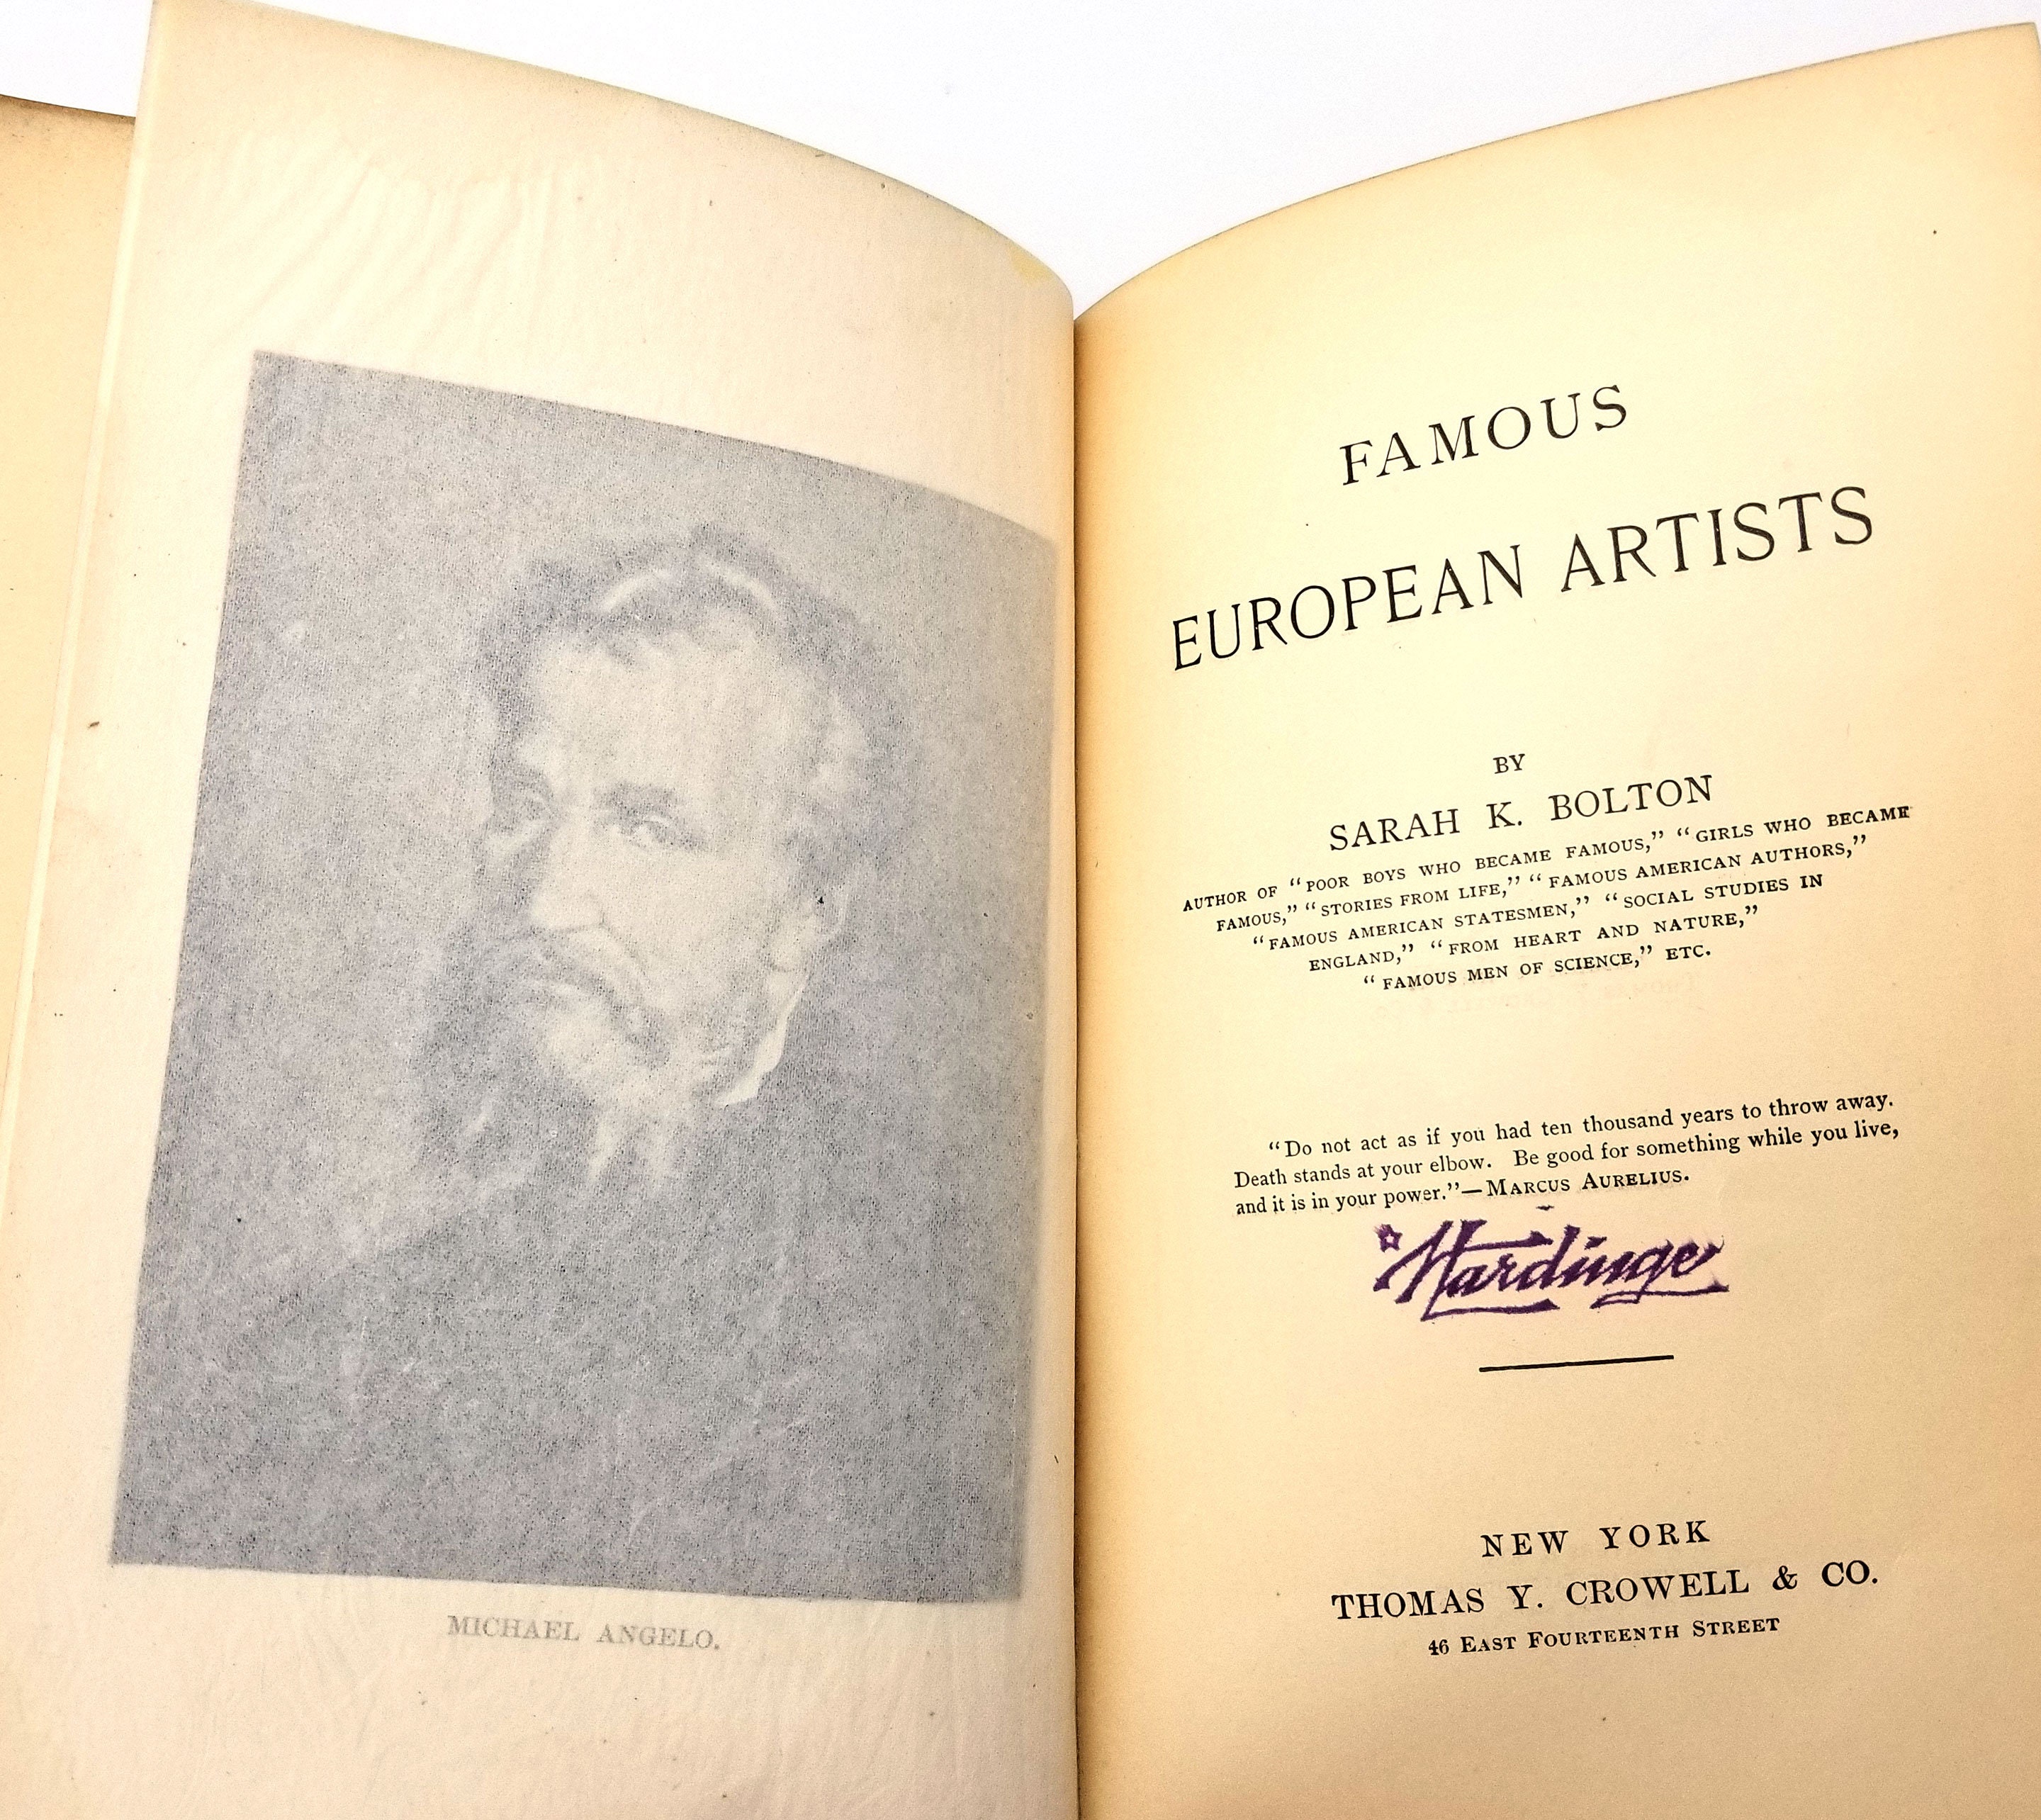 MICHAEL ANGELO.
FAMOUS
EUROPEAN ARTISTS
BY
SARAH K. BOLTON
AUTHOR OF “POOR BOYS WHO BECAME FAMOUS,” “GIRLS WHO BECAME
FAMOUS,” “STORIES FROM LIFE,” “FAMOUS AMERICAN AUTHORS,”
“FAMOUS AMERICAN STATESMEN,” “SOCIAL STUDIES IN
ENGLAND,” “FROM HEART AND NATURE,”
“FAMOUS MEN OF SCIENCE,” ETC.
“Do not act as if you had ten thousand years to throw away.
Death stands at your elbow. Be good for something while you live,
and it is in your power.”—MARCUS AURELIUS.
Hardinge
NEW YORK
THOMAS Y. CROWELL & CO.
46 EAST FOURTEENTH STREET